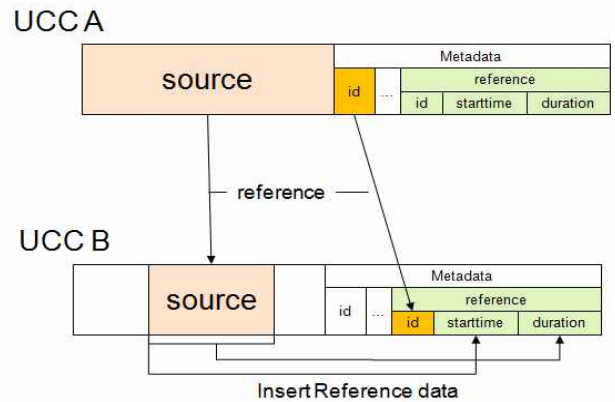 UCC A
source
Metadata
id
...
reference
id
starttime
duration
reference
UCC B
source
Metadata
id
...
reference
id
starttime
duration
Insert Reference data